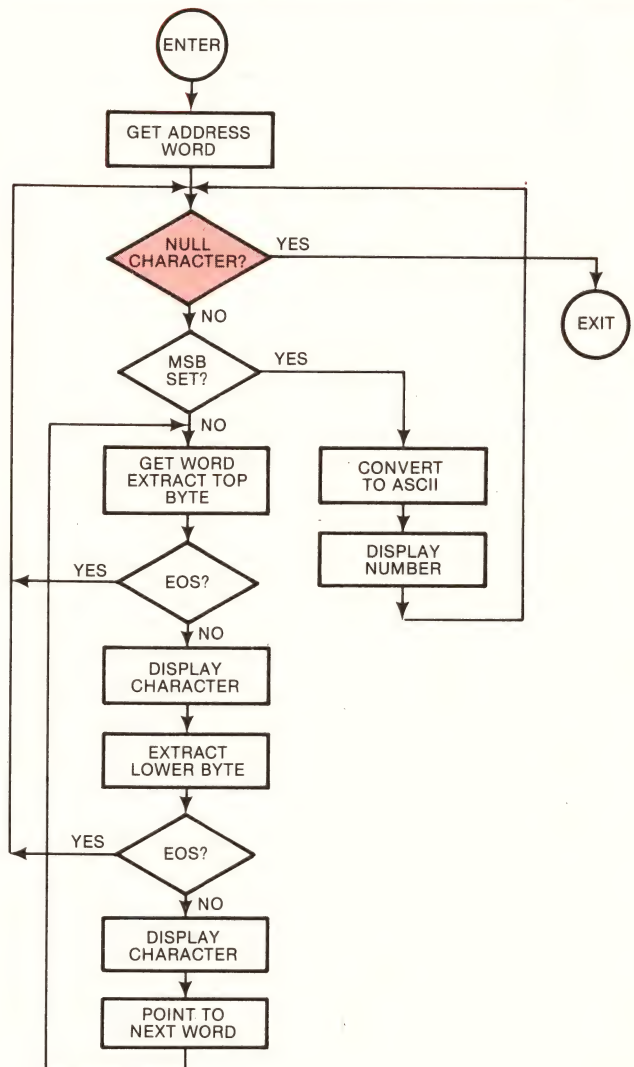 ENTER
GET ADDRESS
WORD
NULL
CHARACTER?
YES
EXIT
NO
MSB
SET?
YES
NO
GET WORD
EXTRACT TOP
BYTE
CONVERT
TO ASCII
DISPLAY
NUMBER
YES
EOS?
NO
DISPLAY
CHARACTER
EXTRACT
LOWER BYTE
YES
EOS?
NO
DISPLAY
CHARACTER
POINT TO
NEXT WORD